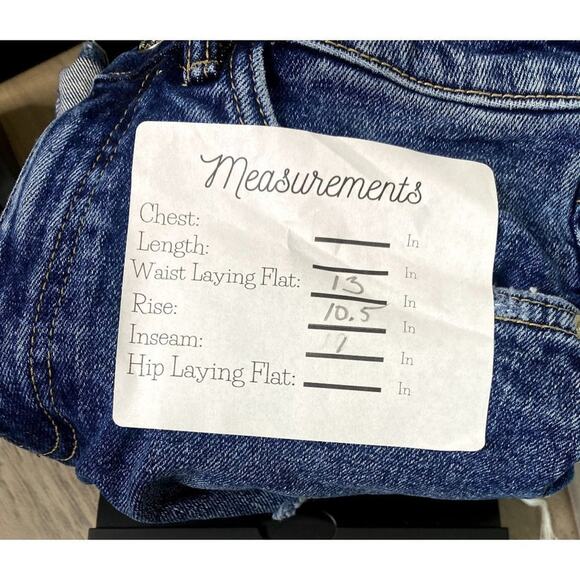 Measurements
Chest: In
Length: In
Waist Laying Flat: 13 In
Rise: 10.5 In
Inseam: In
Hip Laying Flat: In